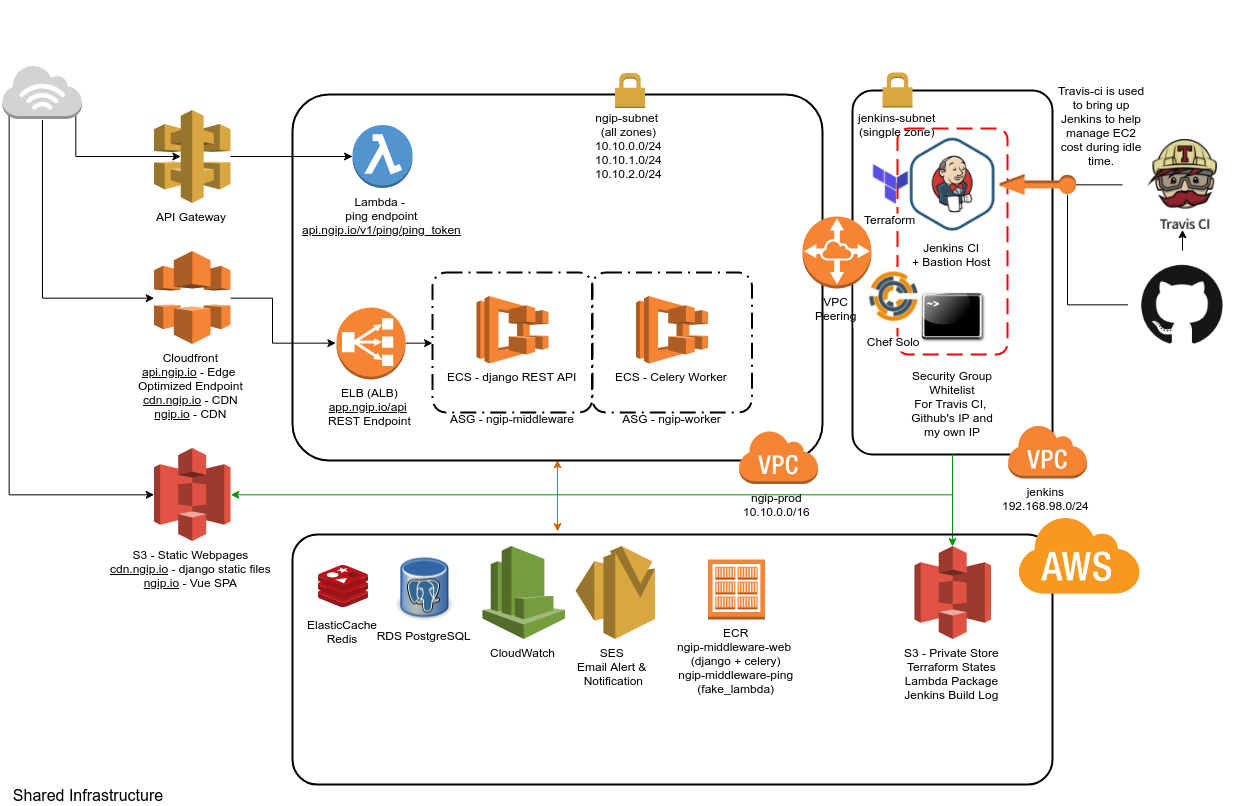 API Gateway
Cloudfront
api.ngip.io - Edge
Optimized Endpoint
cdn.ngip.io - CDN
ngip.io - CDN
S3 - Static Webpages
cdn.ngip.io - django static files
ngip.io - Vue SPA
λ
Lambda -
ping endpoint
api.ngip.io/v1/ping/ping_token
ngip-subnet
(all zones)
10.10.0.0/24
10.10.1.0/24
10.10.2.0/24
ELB (ALB)
app.ngip.io/api
REST Endpoint
ECS - django REST API
ASG - ngip-middleware
ECS - Celery Worker
ASG - ngip-worker
VPC
ngip-prod
10.10.0.0/16
VPC
Peering
jenkins-subnet
(singple zone)
Terraform
Jenkins CI
+ Bastion Host
Chef Solo
~>
Security Group
Whitelist
For Travis CI,
Github's IP and
my own IP
VPC
jenkins
192.168.98.0/24
Travis-ci is used
to bring up
Jenkins to help
manage EC2
cost during idle
time.
T
Travis CI
AWS
ElasticCache
Redis
RDS PostgreSQL
CloudWatch
SES
Email Alert &
Notification
ECR
ngip-middleware-web
(django + celery)
ngip-middleware-ping
(fake_lambda)
S3 - Private Store
Terraform States
Lambda Package
Jenkins Build Log
Shared Infrastructure